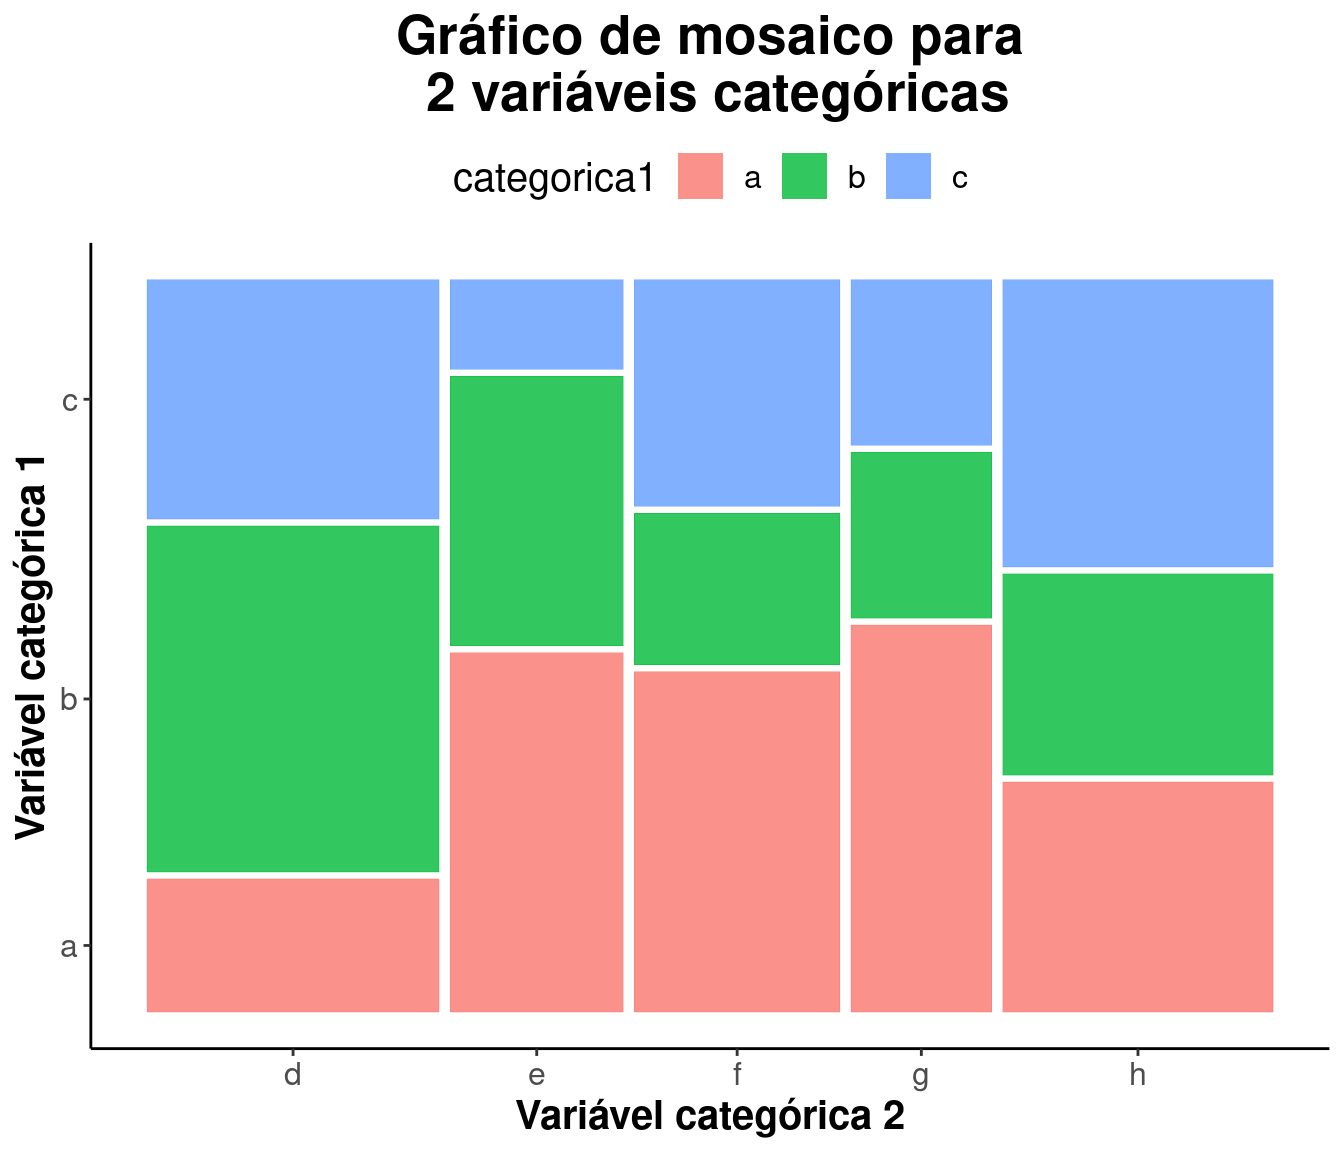 Gráfico de mosaico para
2 variáveis categóricas
categorica1 a b c
c
b
a
Variável categórica 1
d e f g h
Variável categórica 2